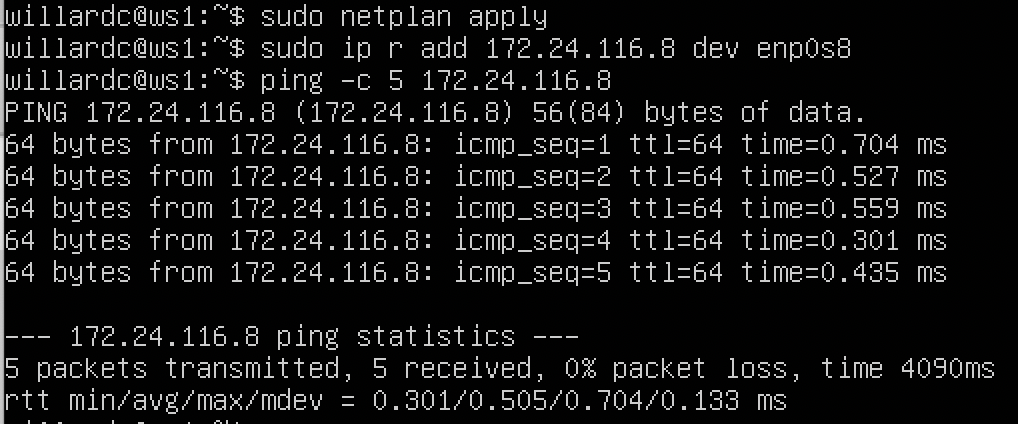 willardc@ws1:~$ sudo netplan apply
willardc@ws1:~$ sudo ip r add 172.24.116.8 dev enp0s8
willardc@ws1:~$ ping -c 5 172.24.116.8
PING 172.24.116.8 (172.24.116.8) 56(84) bytes of data.
64 bytes from 172.24.116.8: icmp_seq=1 ttl=64 time=0.704 ms
64 bytes from 172.24.116.8: icmp_seq=2 ttl=64 time=0.527 ms
64 bytes from 172.24.116.8: icmp_seq=3 ttl=64 time=0.559 ms
64 bytes from 172.24.116.8: icmp_seq=4 ttl=64 time=0.301 ms
64 bytes from 172.24.116.8: icmp_seq=5 ttl=64 time=0.435 ms
--- 172.24.116.8 ping statistics ---
5 packets transmitted, 5 received, 0% packet loss, time 4090ms
rtt min/avg/max/mdev = 0.301/0.505/0.704/0.133 ms